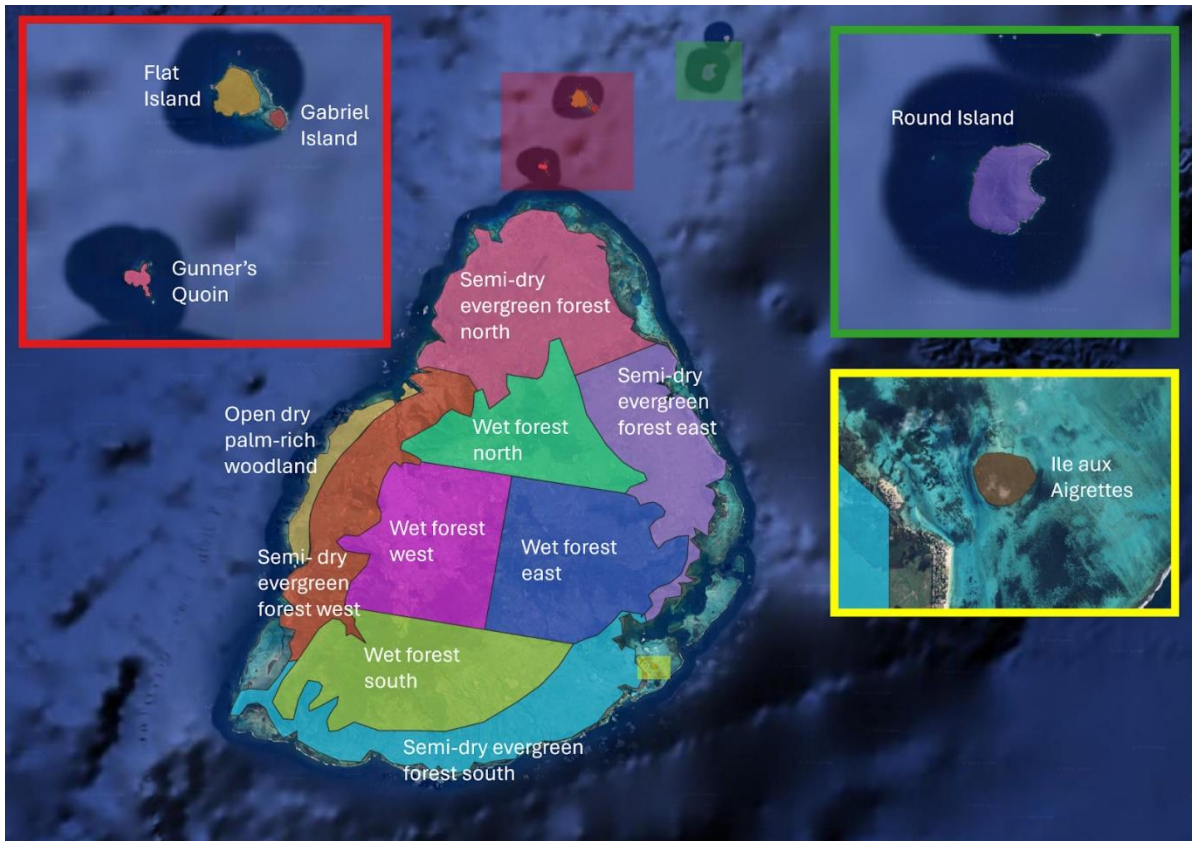 Flat
Island
Gabriel
Island
Gunner's
Quoin
Round Island
Semi-dry
evergreen forest
north
Semi-dry
evergreen
forest east
Open dry
palm-rich
woodland
Wet forest
north
Ile aux
Aigrettes
Wet forest
west
Wet forest
east
Semi- dry
evergreen
forest west
Wet forest
south
Semi-dry evergreen
forest south